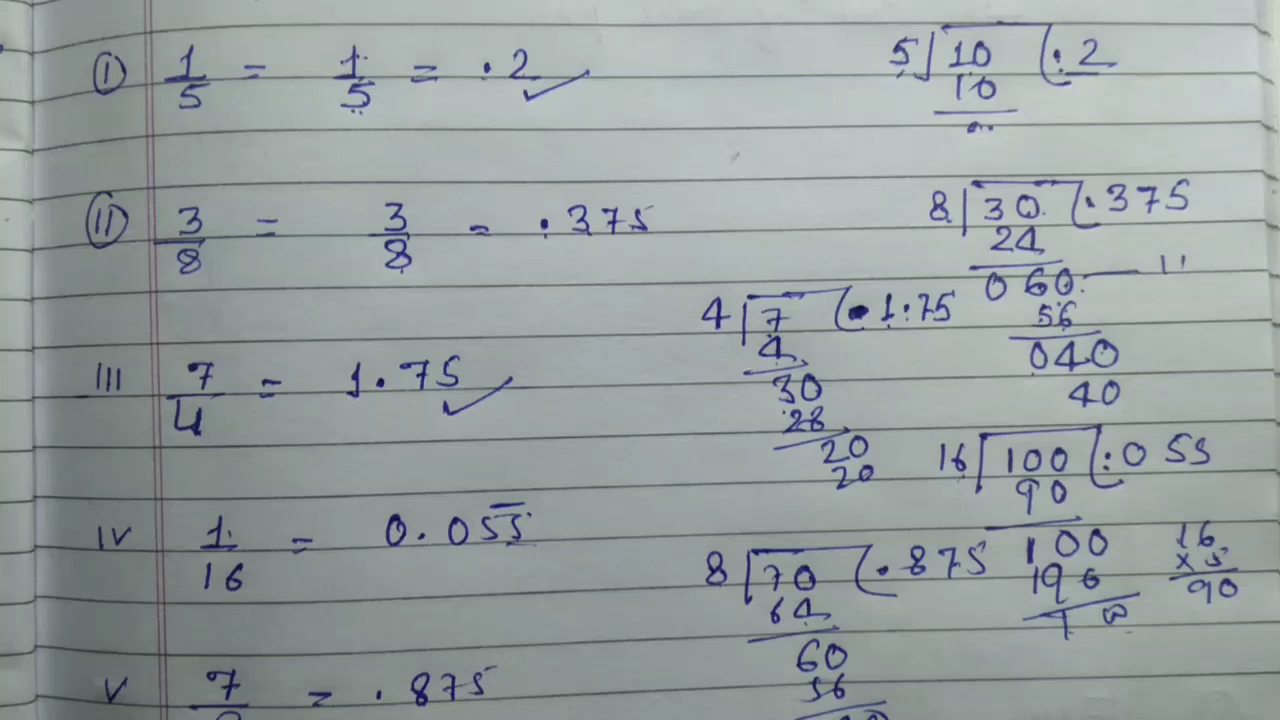 (I) 1/5 = 1/5 = .2 ✓
5 | 10 ( .2
10
(II) 3/8 = 3/8 = .375
8 | 30 ( .375
24
060 — 11
56
040
40
III 7/4 = 1.75 ✓
4 | 7 ( 1.75
4
30
28
20
20
IV 1/16 = 0.055
16 | 100 ( .055
90
100
16
x 5
90
V 7/ = .875
8 | 70 ( .875
64
60
56